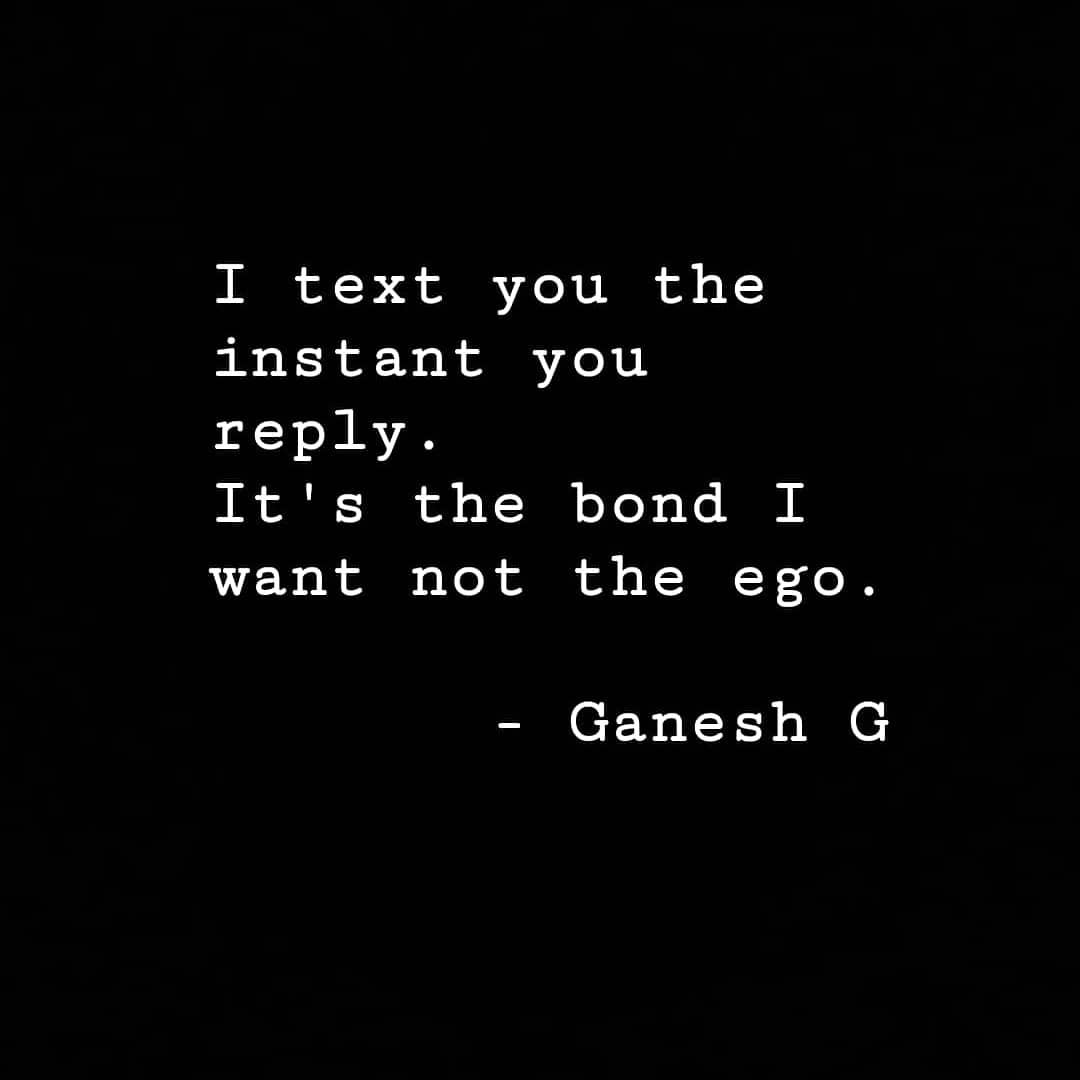 I text you the
instant you
reply.
It's the bond I
want not the ego.
- Ganesh G